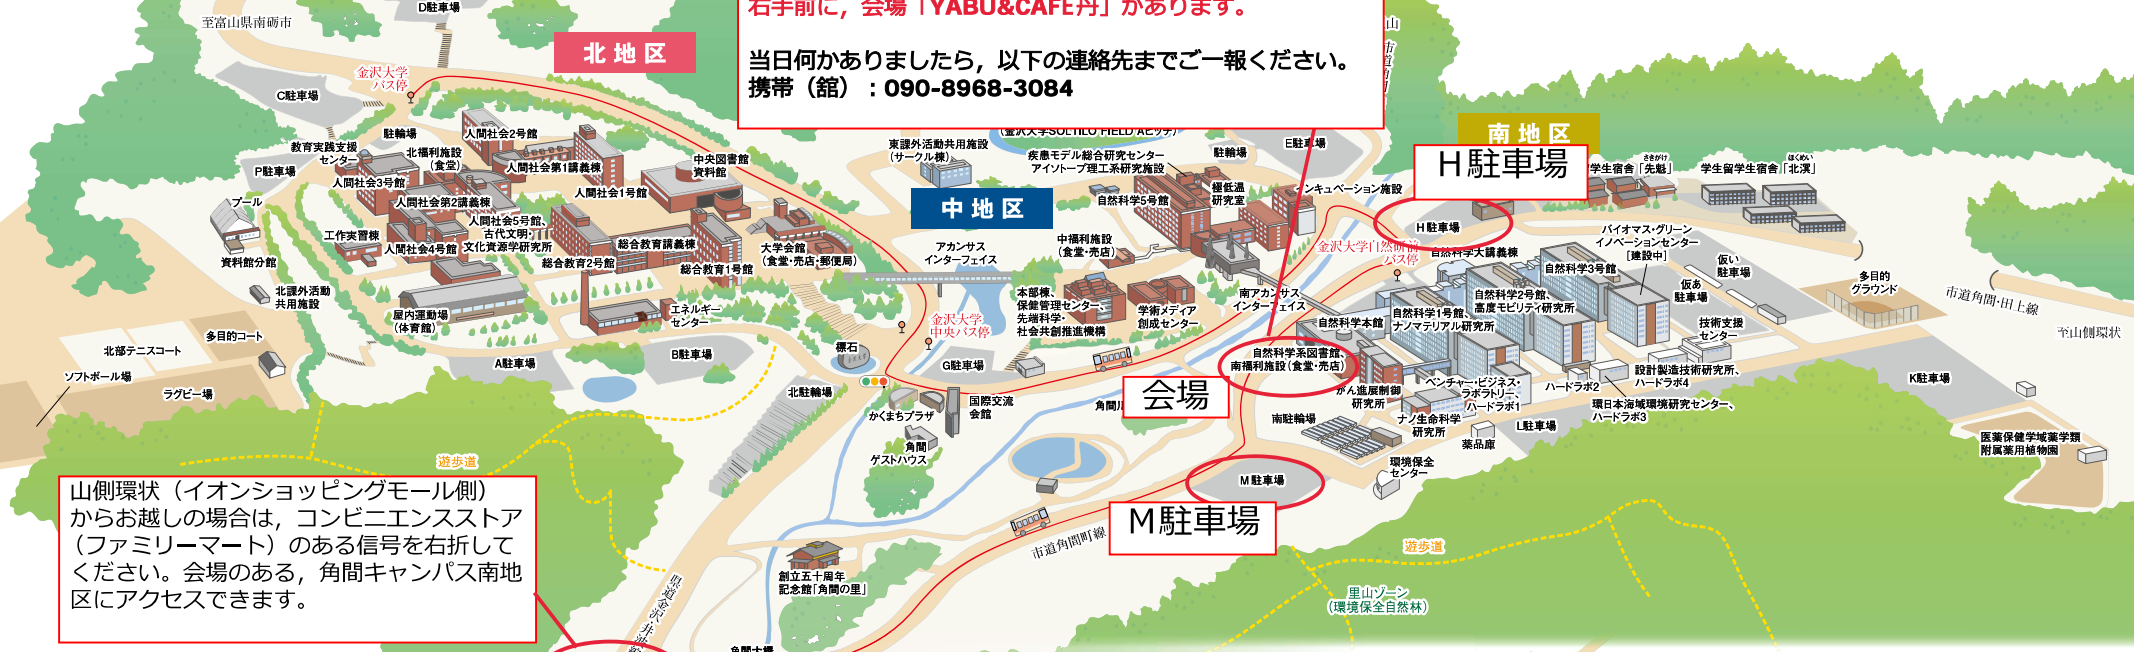 右手前に，会場「YABU&CAFE丹」があります。
当日何かありましたら，以下の連絡先までご一報ください。
携帯（舘）：090-8968-3084
D駐車場
至富山県南砺市
北地区
金沢大学
バス停
C駐車場
駐輪場
人間社会2号館
教育実践支援
センター
北福利施設
（食堂）
人間社会第1講義棟
中央図書館
資料館
P駐車場
人間社会3号館
人間社会1号館
プール
人間社会第2講義棟
人間社会5号館、
古代文明・
文化資源学研究所
工作実習棟
人間社会4号館
総合教育講義棟
大学会館
（食堂・売店・郵便局）
資料館分館
総合教育2号館
総合教育1号館
北課外活動
共用施設
屋内運動場
（体育館）
エネルギー
センター
多目的コート
北部テニスコート
A駐車場
B駐車場
ソフトボール場
ラグビー場
遊歩道
北駐輪場
標石
東課外活動共用施設
（サークル棟）
（金沢大学SOLTILO FIELD Aピッチ）
疾患モデル総合研究センター
アイソトープ理工系研究施設
駐輪場
E駐車場
中地区
自然科学5号館
極低温
研究室
インキュベーション施設
アカンサス
インターフェイス
中福利施設
（食堂・売店）
本部棟、
保健管理センター、
先端科学・
社会共創推進機構
学術メディア
創成センター
南アカンサス
インターフェイス
金沢大学
中央バス停
G駐車場
かくまちプラザ
国際交流
会館
角間
ゲストハウス
会場
南地区
H駐車場
H駐車場
学生宿舎「先魁」
さきがけ
学生留学生宿舎「北溟」
ほくめい
金沢大学自然研前
バス停
自然科学大講義棟
バイオマス・グリーン
イノベーションセンター
［建設中］
自然科学3号館
仮い
駐車場
仮あ
駐車場
多目的
グラウンド
市道角間・田上線
至山側環状
自然科学2号館、
高度モビリティ研究所
自然科学1号館、
ナノマテリアル研究所
自然科学本館
技術支援
センター
自然科学系図書館、
南福利施設（食堂・売店）
がん進展制御
研究所
ベンチャー・ビジネス・
ラボラトリー、
ハードラボ1
ハードラボ2
設計製造技術研究所、
ハードラボ4
環日本海域環境研究センター、
ハードラボ3
K駐車場
南駐輪場
ナノ生命科学
研究所
L駐車場
薬品庫
環境保全
センター
医薬保健学域薬学類
附属薬用植物園
M駐車場
M駐車場
市道角間町線
遊歩道
里山ゾーン
（環境保全自然林）
創立五十周年
記念館「角間の里」
山側環状（イオンショッピングモール側）
からお越しの場合は，コンビニエンスストア
（ファミリーマート）のある信号を右折して
ください。会場のある，角間キャンパス南地
区にアクセスできます。